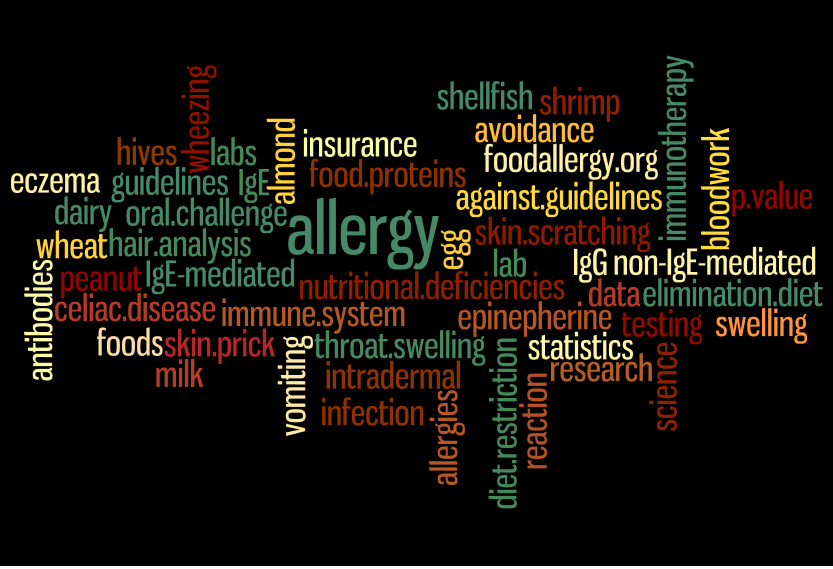 wheezing
shellfish
shrimp
immunotherapy
avoidance
hives
labs
almond
insurance
foodallergy.org
bloodwork
eczema
guidelines
IgE
food.proteins
against.guidelines
p.value
dairy
oral.challenge
allergy
egg
skin.scratching
wheat
hair.analysis
lab
IgG
non-IgE-mediated
antibodies
peanut
IgE-mediated
nutritional.deficiencies
data
elimination.diet
celiac.disease
immune.system
epinepherine
testing
swelling
foods
skin.prick
vomiting
throat.swelling
statistics
science
milk
intradermal
diet.restriction
reaction
research
infection
allergies